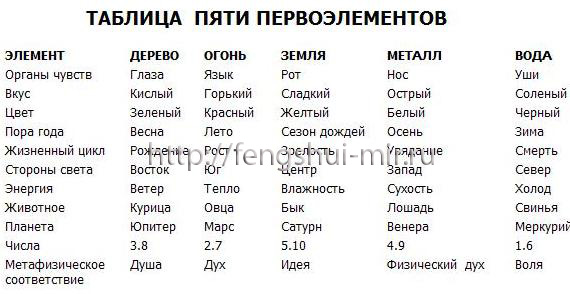 ТАБЛИЦА ПЯТИ ПЕРВОЭЛЕМЕНТОВ
ЭЛЕМЕНТ ДЕРЕВО ОГОНЬ ЗЕМЛЯ МЕТАЛЛ ВОДА
Органы чувств Глаза Язык Рот Нос Уши
Вкус Кислый Горький Сладкий Острый Соленый
Цвет Зеленый Красный Желтый Белый Черный
Пора года Весна Лето Сезон дождей Осень Зима
Жизненный цикл Рождение Рост Зрелость Увядание Смерть
http://fengshui-mir.ru
Стороны света Восток Юг Центр Запад Север
Энергия Ветер Тепло Влажность Сухость Холод
Животное Курица Овца Бык Лошадь Свинья
Планета Юпитер Марс Сатурн Венера Меркурий
Числа 3.8 2.7 5.10 4.9 1.6
Метафизическое Душа Дух Идея Физический дух Воля
соответствие